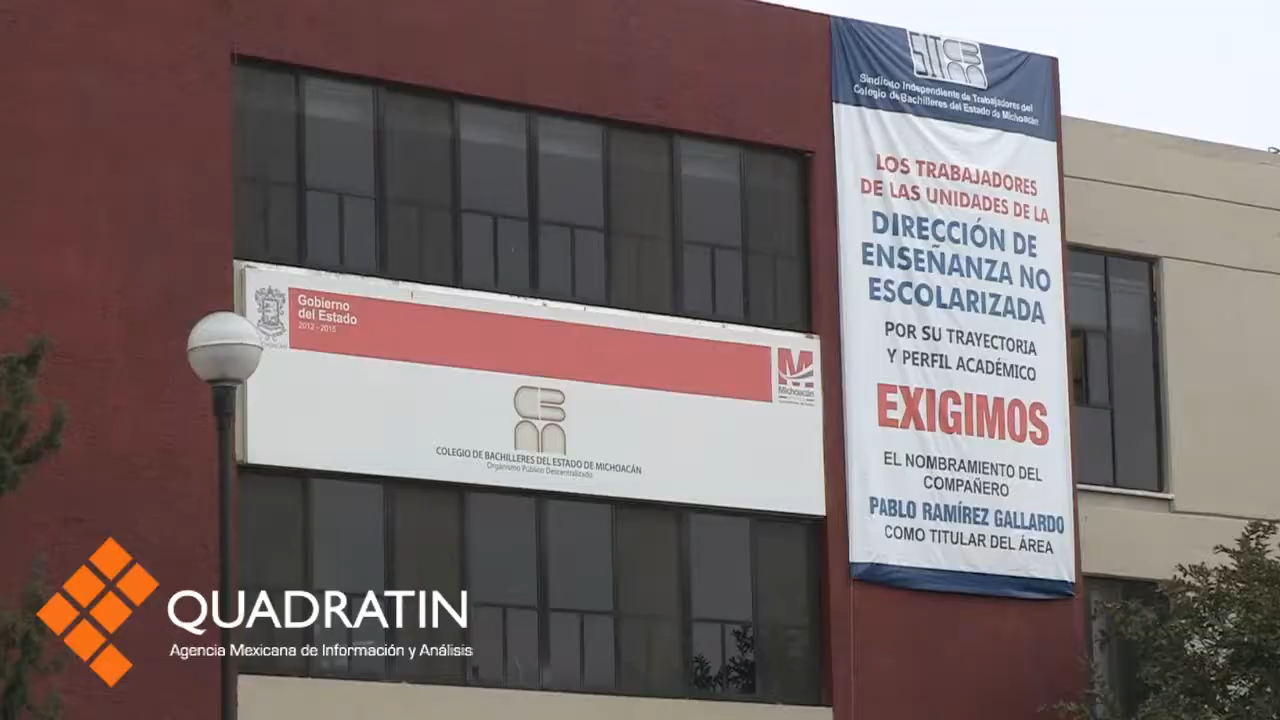 Sindicato Independiente de Trabajadores del
Colegio de Bachilleres del Estado de Michoacán
LOS TRABAJADORES
DE LAS UNIDADES DE LA
DIRECCIÓN DE
ENSEÑANZA NO
ESCOLARIZADA
POR SU TRAYECTORIA
Y PERFIL ACADÉMICO
EXIGIMOS
EL NOMBRAMIENTO DEL
COMPAÑERO
PABLO RAMÍREZ GALLARDO
COMO TITULAR DEL ÁREA
Gobierno
del Estado
2012 - 2015
Michoacán
COLEGIO DE BACHILLERES DEL ESTADO DE MICHOACÁN
Organismo Público Descentralizado
QUADRATIN
Agencia Mexicana de Información y Análisis